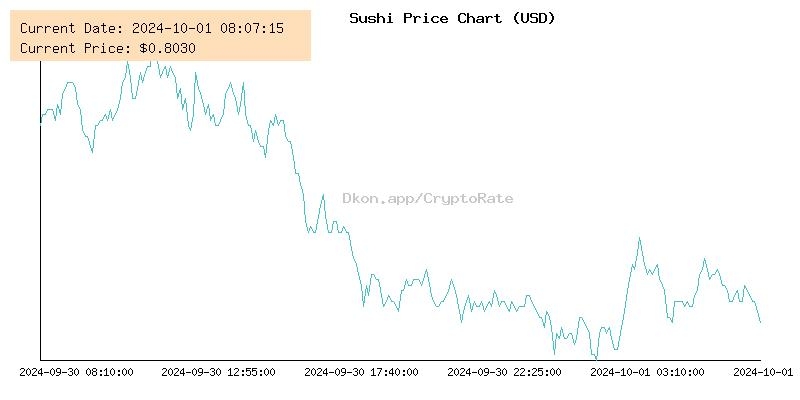 Sushi Price Chart (USD)
Current Date: 2024-10-01 08:07:15
Current Price: $0.8030
Dkon.app/CryptoRate
2024-09-30 08:10:00 2024-09-30 12:55:00 2024-09-30 17:40:00 2024-09-30 22:25:00 2024-10-01 03:10:00 2024-10-01